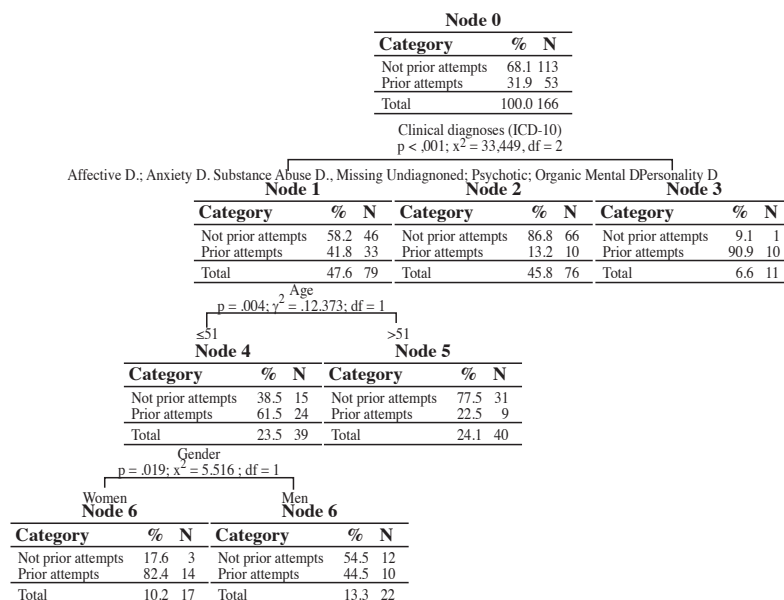 Node 0
Category % N
Not prior attempts 68.1 113
Prior attempts 31.9 53
Total 100.0 166
Clinical diagnoses (ICD-10)
p < ,001; x² = 33,449, df = 2
Affective D.; Anxiety D. Substance Abuse D., Missing Undiagnoned; Psychotic; Organic Mental DPersonality D
Node 1 Node 2 Node 3
Category % N Category % N Category % N
Not prior attempts 58.2 46 Not prior attempts 86.8 66 Not prior attempts 9.1 1
Prior attempts 41.8 33 Prior attempts 13.2 10 Prior attempts 90.9 10
Total 47.6 79 Total 45.8 76 Total 6.6 11
Age
p = .004; γ² = .12.373; df = 1
≤51 >51
Node 4 Node 5
Category % N Category % N
Not prior attempts 38.5 15 Not prior attempts 77.5 31
Prior attempts 61.5 24 Prior attempts 22.5 9
Total 23.5 39 Total 24.1 40
Gender
p = .019; x² = 5.516 ; df = 1
Women Men
Node 6 Node 6
Category % N Category % N
Not prior attempts 17.6 3 Not prior attempts 54.5 12
Prior attempts 82.4 14 Prior attempts 44.5 10
Total 10.2 17 Total 13.3 22